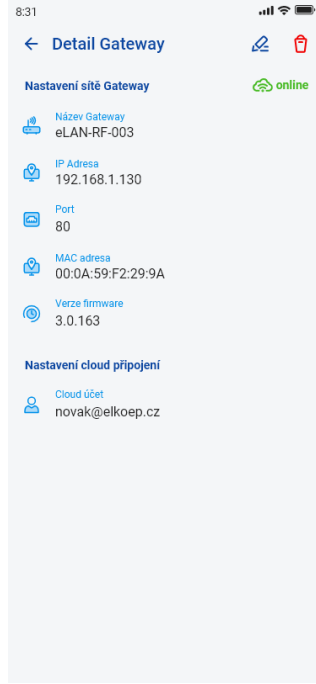 8:31
Detail Gateway
Nastavení sítě Gateway
online
Název Gateway
eLAN-RF-003
IP Adresa
192.168.1.130
Port
80
MAC adresa
00:0A:59:F2:29:9A
Verze firmware
3.0.163
Nastavení cloud připojení
Cloud účet
novak@elkoep.cz